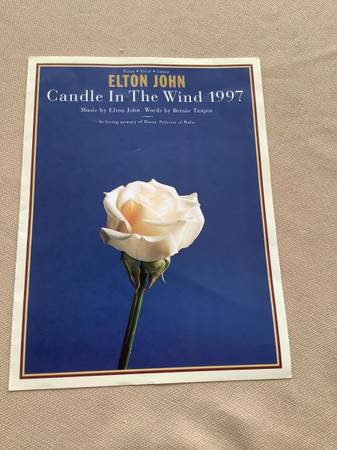 Piano • Vocal • Guitar
ELTON JOHN
Candle In The Wind 1997
Music by Elton John Words by Bernie Taupin
In loving memory of Diana, Princess of Wales